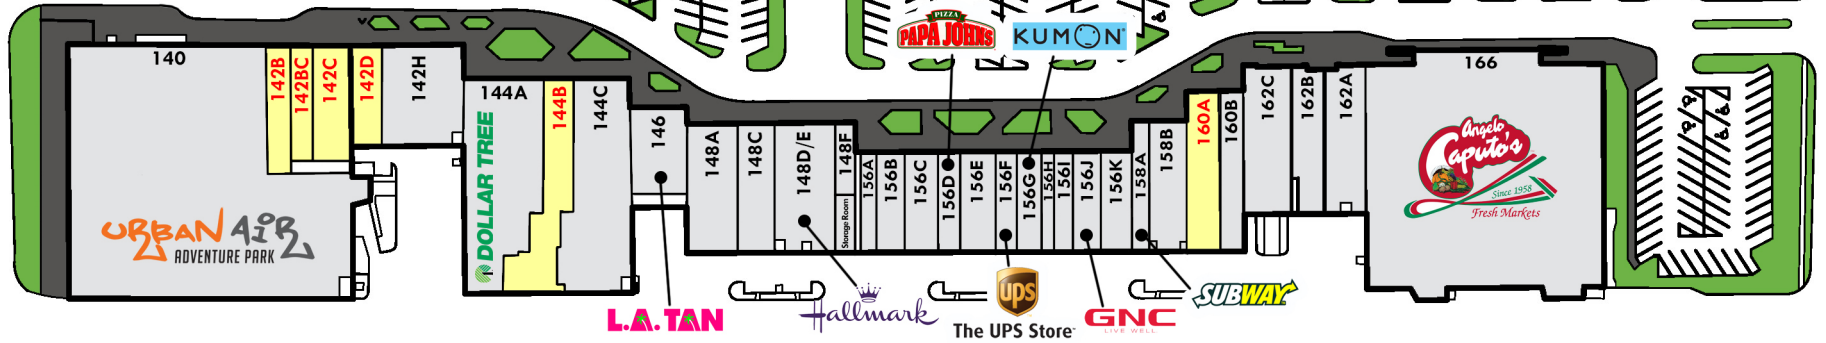 PIZZA
PAPA JOHNS
KUMON
140
142B
142BC
142C
142D
142H
144A
144B
144C
146
148A
148C
148D/E
148F
Storage Room
156A
156B
156C
156D
156E
156F
156G
156H
156I
156J
156K
158A
158B
160A
160B
162C
162B
162A
166
DOLLAR TREE
URBAN AIR
ADVENTURE PARK
Angelo
Caputo's
Since 1958
Fresh Markets
L.A. TAN
Hallmark
ups
The UPS Store
GNC
LIVE WELL
SUBWAY